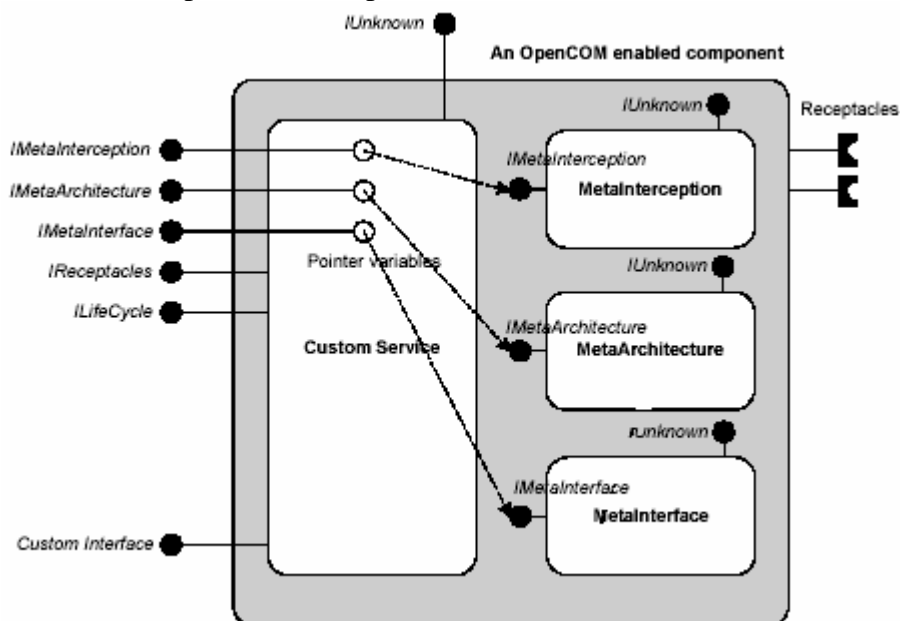 IUnknown
An OpenCOM enabled component
IUnknown
Receptacles
IMetaInterception
IMetaInterception
MetaInterception
IMetaArchitecture
IMetaInterface
Pointer variables
IReceptacles
IUnknown
ILifeCycle
IMetaArchitecture
Custom Service
MetaArchitecture
IUnknown
IMetaInterface
MetaInterface
Custom Interface